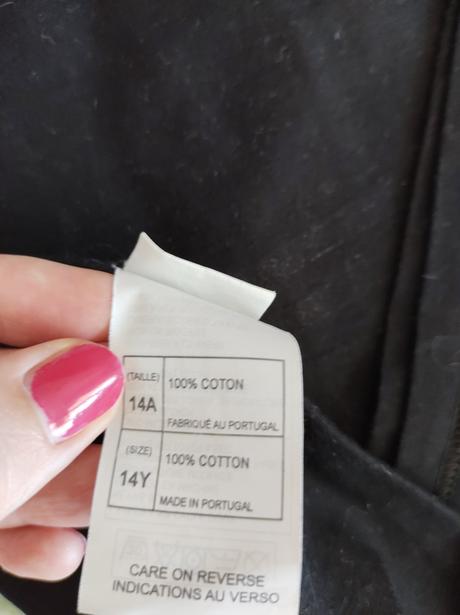 (TAILLE)
14A
100% COTON
FABRIQUÉ AU PORTUGAL
(SIZE)
14Y
100% COTTON
MADE IN PORTUGAL
CARE ON REVERSE
INDICATIONS AU VERSO